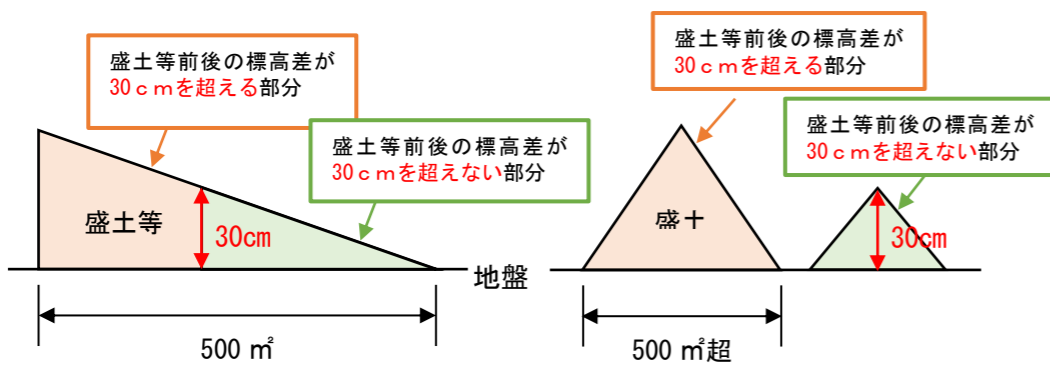 盛土等前後の標高差が
30cmを超える部分
盛土等前後の標高差が
30cmを超えない部分
盛土等
30cm
地盤
500 ㎡
盛土等前後の標高差が
30cmを超える部分
盛土等前後の標高差が
30cmを超えない部分
盛土
30cm
500 ㎡超